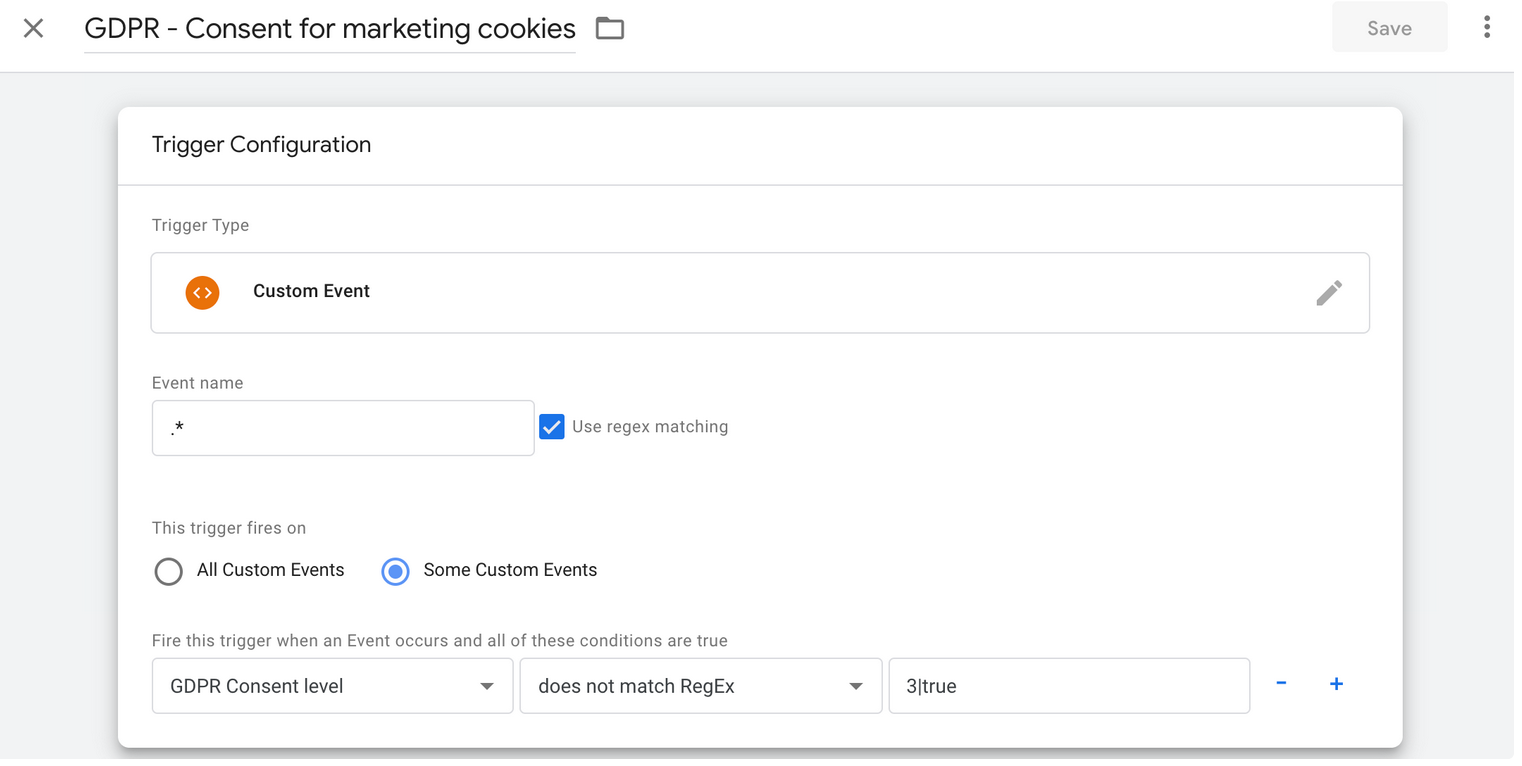 GDPR - Consent for marketing cookies
Save
Trigger Configuration
Trigger Type
Custom Event
Event name
.*
Use regex matching
This trigger fires on
All Custom Events
Some Custom Events
Fire this trigger when an Event occurs and all of these conditions are true
GDPR Consent level
does not match RegEx
3|true